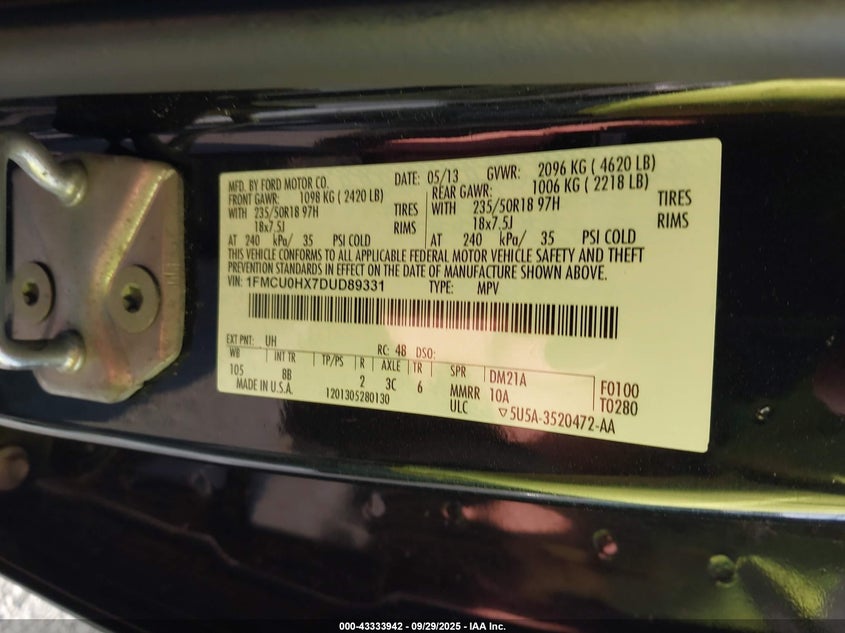 MFD. BY FORD MOTOR CO.
DATE: 05/13 GVWR: 2096 KG ( 4620 LB)
FRONT GAWR: 1098 KG ( 2420 LB)
REAR GAWR: 1006 KG ( 2218 LB)
WITH 235/50R18 97H TIRES
WITH 235/50R18 97H TIRES
18x7.5J RIMS
18x7.5J RIMS
AT 240 kPa/ 35 PSI COLD
AT 240 kPa/ 35 PSI COLD
THIS VEHICLE CONFORMS TO ALL APPLICABLE FEDERAL MOTOR VEHICLE SAFETY AND THEFT
PREVENTION STANDARDS IN EFFECT ON THE DATE OF MANUFACTURE SHOWN ABOVE.
VIN: 1FMCU0HX7DUD89331 TYPE: MPV
EXT PNT: UH RC: 48 DSO:
WB INT TR TP/PS R AXLE TR SPR DM21A F0100
105 8B 2 3C 6 MMRR 10A T0280
MADE IN U.S.A. 1201305280130 ULC ▽5U5A-3520472-AA
000-43333942 - 09/29/2025 - IAA Inc.